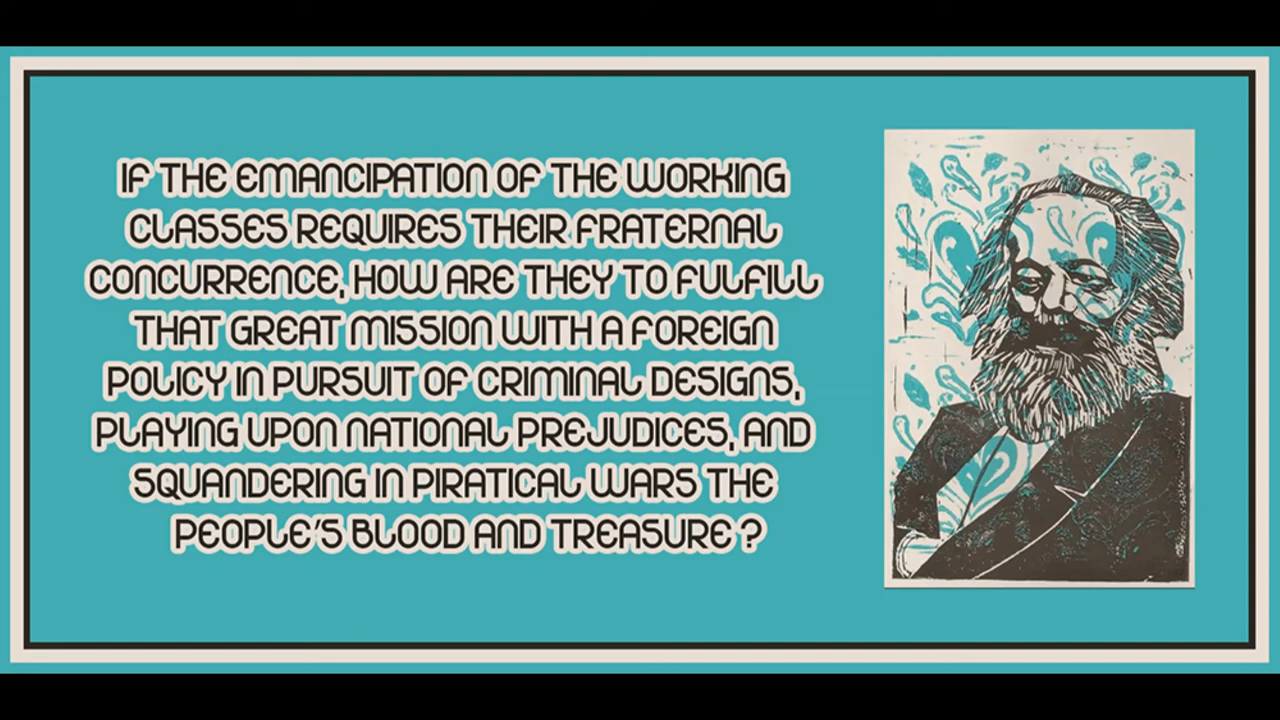 IF THE EMANCIPATION OF THE WORKING
CLASSES REQUIRES THEIR FRATERNAL
CONCURRENCE, HOW ARE THEY TO FULFILL
THAT GREAT MISSION WITH A FOREIGN
POLICY IN PURSUIT OF CRIMINAL DESIGNS,
PLAYING UPON NATIONAL PREJUDICES, AND
SQUANDERING IN PIRATICAL WARS THE
PEOPLE'S BLOOD AND TREASURE?